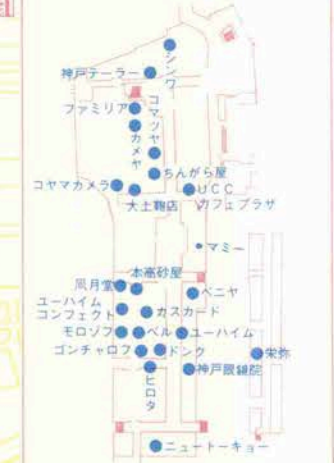 シンワ
神戸テーラー
ファミリア
コマツヤ
カメヤ
ちんがら屋
コヤマカメラ
大上鞄店
UCC
カフェプラザ
マミー
本高砂屋
風月堂
ベニヤ
ユーハイム
コンフェクト
カスカード
モロゾフ
ベル
ユーハイム
ゴンチャロフ
ドンク
栄弥
ヒロタ
神戸眼鏡院
ニュートーキョー